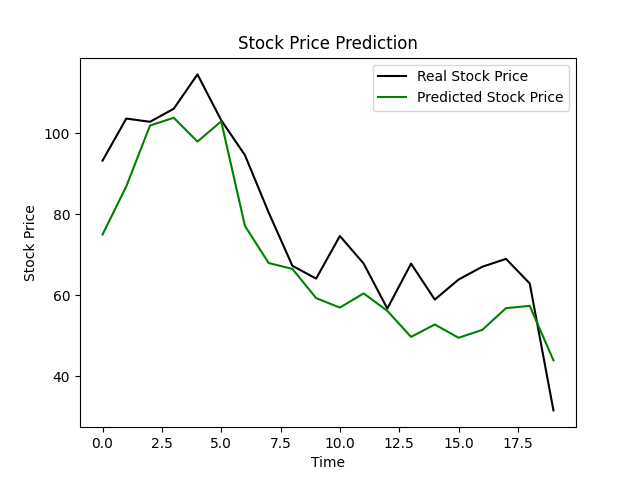 Stock Price Prediction
Real Stock Price
Predicted Stock Price
Stock Price
100
80
60
40
0.0 2.5 5.0 7.5 10.0 12.5 15.0 17.5
Time